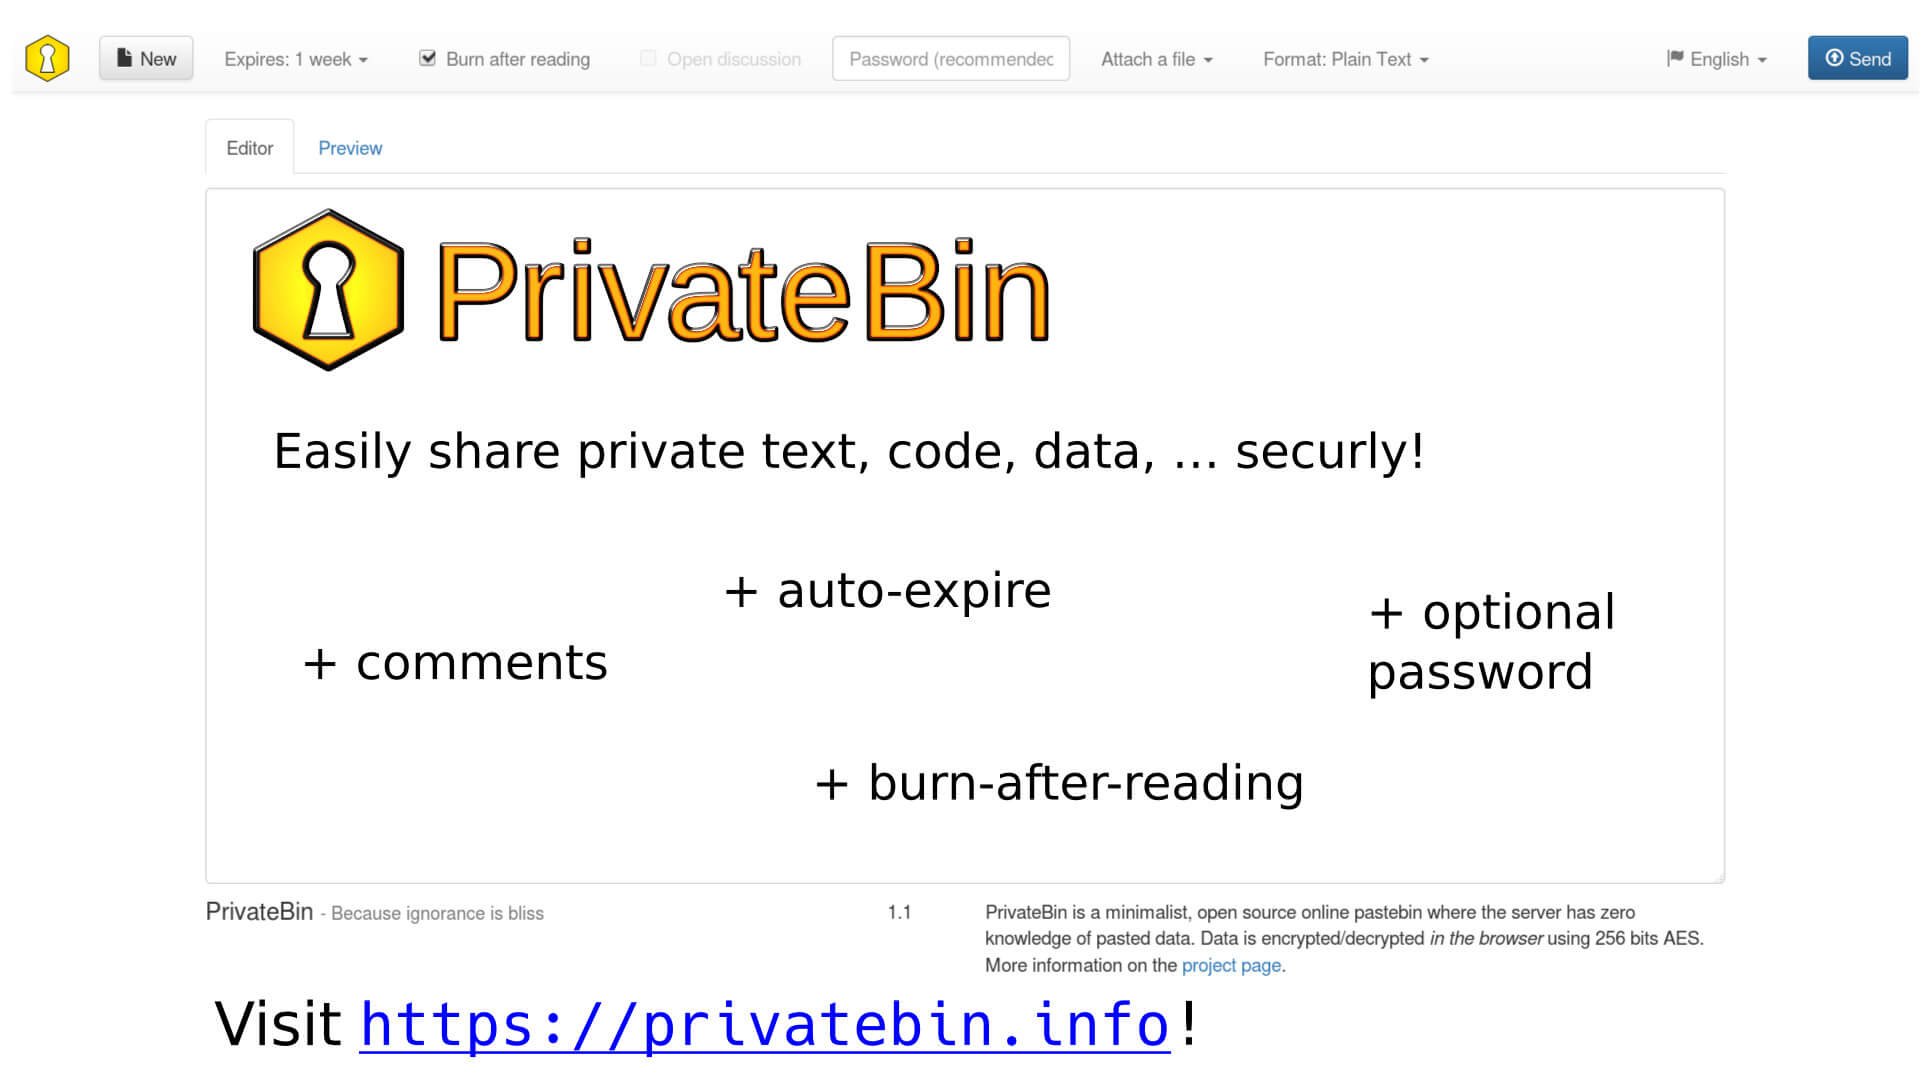 New Expires: 1 week Burn after reading Open discussion Password (recommended Attach a file Format: Plain Text English Send
Editor Preview
PrivateBin
Easily share private text, code, data, ... securly!
+ auto-expire
+ optional
password
+ comments
+ burn-after-reading
PrivateBin - Because ignorance is bliss 1.1 PrivateBin is a minimalist, open source online pastebin where the server has zero
knowledge of pasted data. Data is encrypted/decrypted in the browser using 256 bits AES.
More information on the project page.
Visit https://privatebin.info!